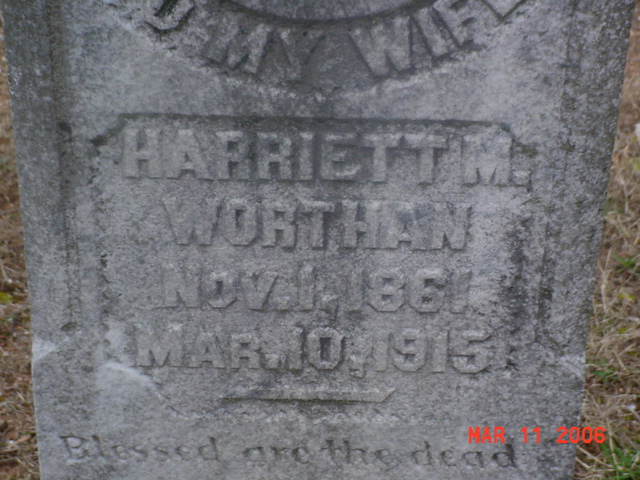 MY WIFE
HARRIETT M.
WORTHAN
NOV. 1, 1861
MAR. 10, 1915.
Blessed are the dead
MAR 11 2006